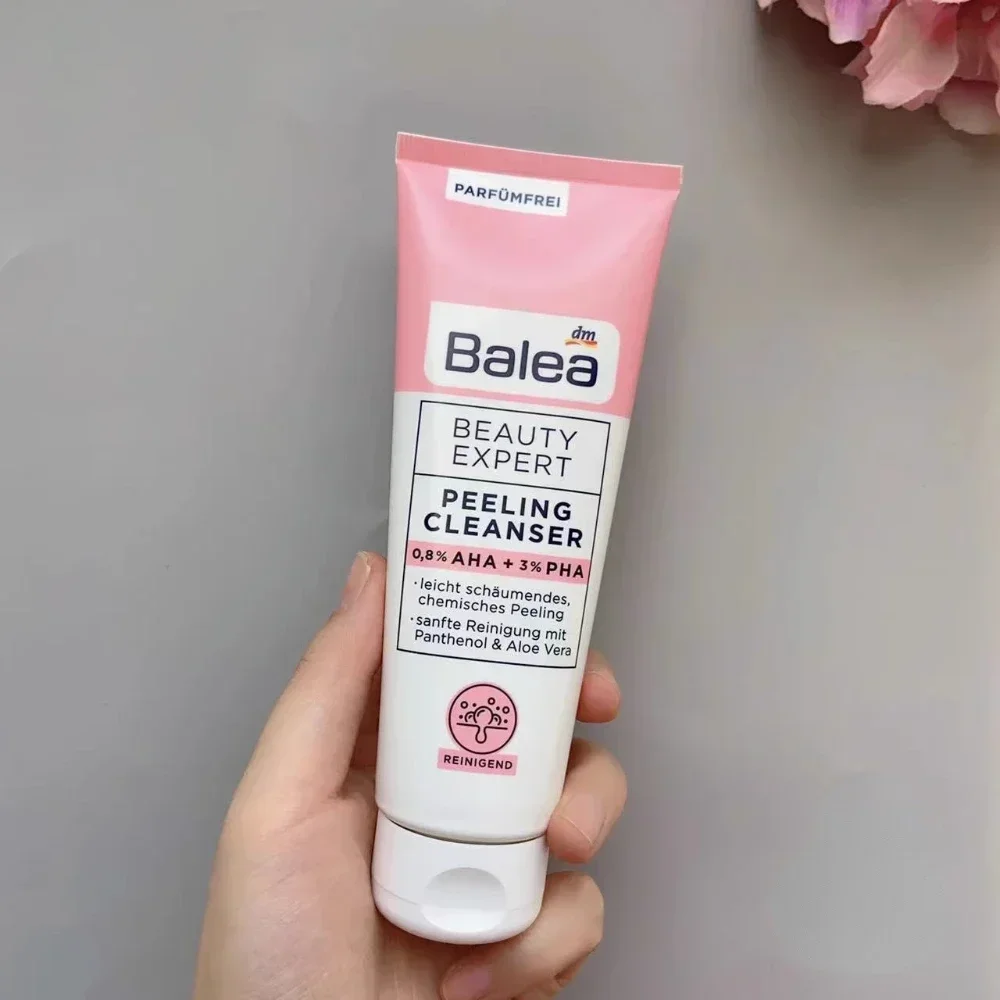 PARFÜMFREI
dm
Balea
BEAUTY
EXPERT
PEELING
CLEANSER
0,8% AHA + 3% PHA
·leicht schäumendes,
chemisches Peeling
·sanfte Reinigung mit
Panthenol & Aloe Vera
REINIGEND